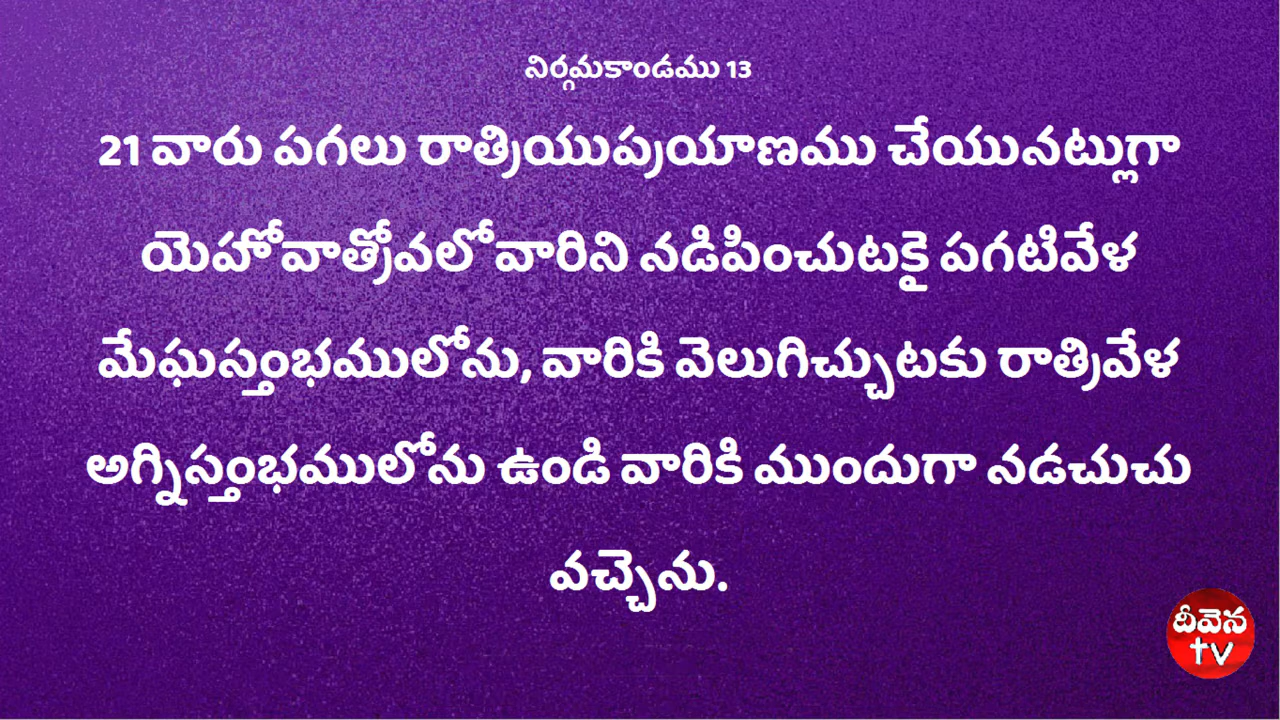 నిర్గమకాండము 13
21 వారు పగలు రాత్రియుప్రయాణము చేయునట్లుగా
యెహోవాత్రోవలోవారిని నడిపించుటకై పగటివేళ
మేఘస్తంభములోను, వారికి వెలుగిచ్చుటకు రాత్రివేళ
అగ్నిస్తంభములోను ఉండి వారికి ముందుగా నడచుచు
వచ్చెను.
దీవెన
tv